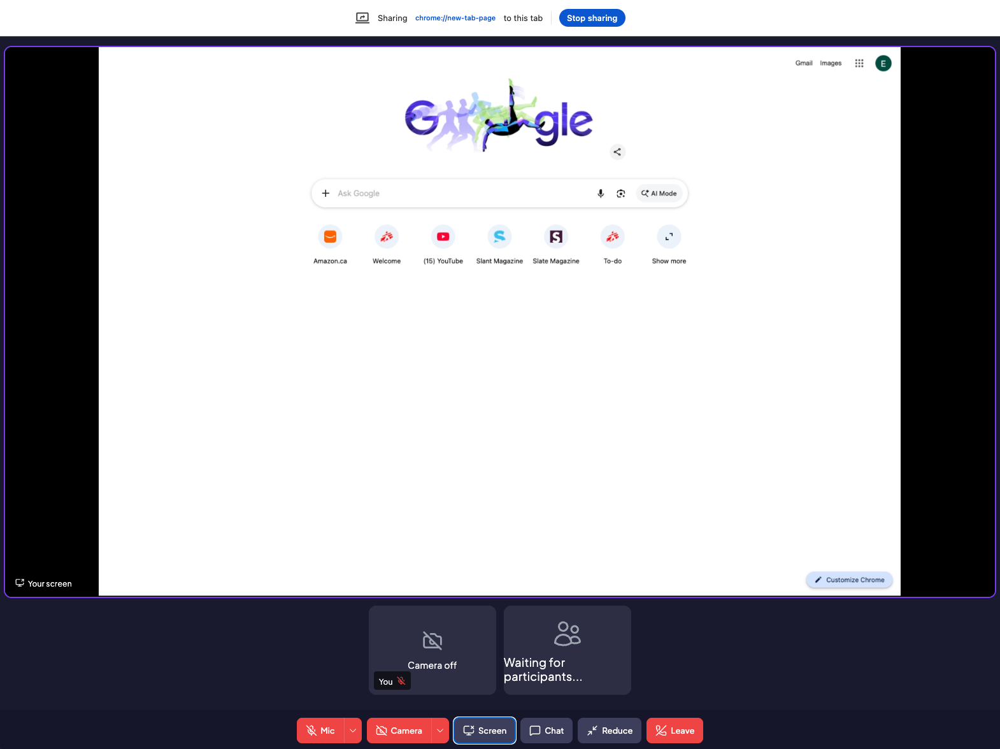 Sharing chrome://new-tab-page to this tab Stop sharing
Gmail Images E
Google
Ask Google AI Mode
Amazon.ca Welcome (15) YouTube Slant Magazine Slate Magazine To-do Show more
Customize Chrome
Your screen
Camera off
You
Waiting for
participants...
Mic Camera Screen Chat Reduce Leave